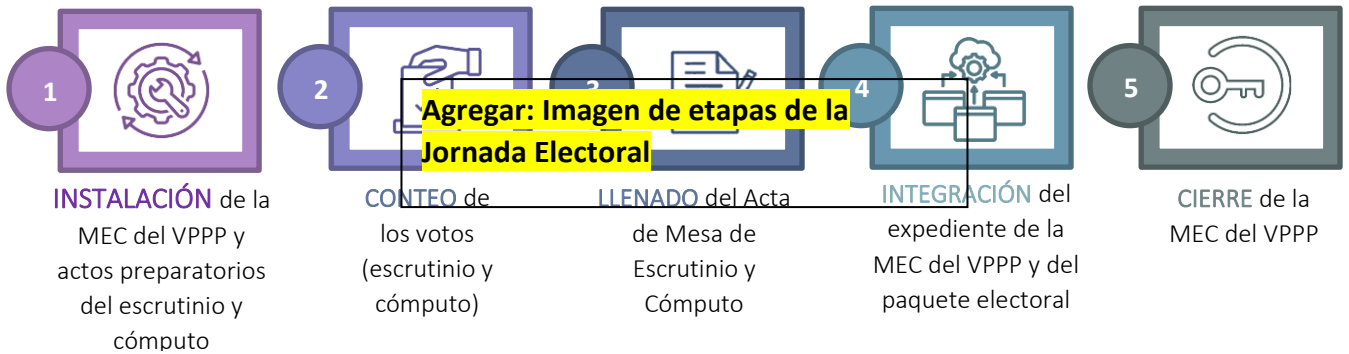 1
2
3
4
5
Agregar: Imagen de etapas de la
Jornada Electoral
INSTALACIÓN de la
MEC del VPPP y
actos preparatorios
del escrutinio y
cómputo
CONTEO de
los votos
(escrutinio y
cómputo)
LLENADO del Acta
de Mesa de
Escrutinio y
Cómputo
INTEGRACIÓN del
expediente de la
MEC del VPPP y del
paquete electoral
CIERRE de la
MEC del VPPP